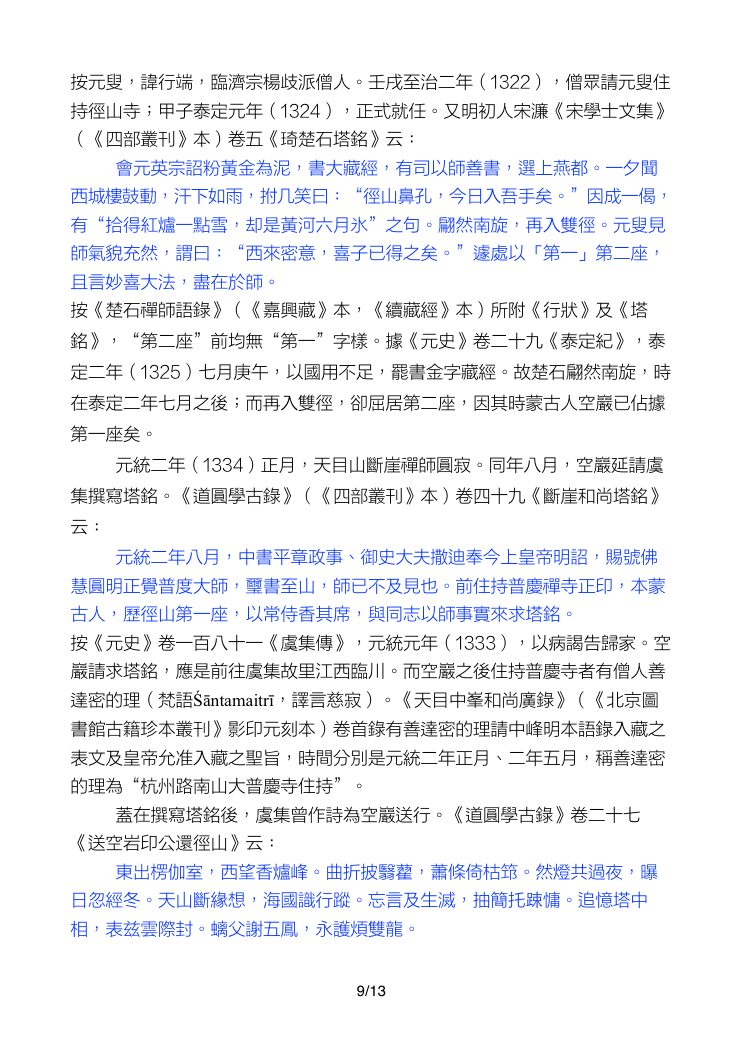 按元叟，諱行端，臨濟宗楊歧派僧人。壬戌至治二年（1322），僧眾請元叟住
持徑山寺；甲子泰定元年（1324），正式就任。又明初人宋濂《宋學士文集》
（《四部叢刊》本）卷五《琦楚石塔銘》云：
會元英宗詔粉黃金為泥，書大藏經，有司以師善書，選上燕都。一夕聞
西城樓鼓動，汗下如雨，拊几笑曰：“徑山鼻孔，今日入吾手矣。”因成一偈，
有“拾得紅爐一點雪，却是黃河六月氷”之句。翩然南旋，再入雙徑。元叟見
師氣貌充然，謂曰：“西來密意，喜子已得之矣。”遽處以「第一」第二座，
且言妙喜大法，盡在於師。
按《楚石禪師語錄》（《嘉興藏》本，《續藏經》本）所附《行狀》及《塔
銘》，“第二座”前均無“第一”字樣。據《元史》卷二十九《泰定紀》，泰
定二年（1325）七月庚午，以國用不足，罷書金字藏經。故楚石翩然南旋，時
在泰定二年七月之後；而再入雙徑，卻屈居第二座，因其時蒙古人空巖已佔據
第一座矣。
元統二年（1334）正月，天目山斷崖禪師圓寂。同年八月，空巖延請虞
集撰寫塔銘。《道圓學古錄》（《四部叢刊》本）卷四十九《斷崖和尚塔銘》
云：
元統二年八月，中書平章政事、御史大夫撒迪奉今上皇帝明詔，賜號佛
慧圓明正覺普度大師，璽書至山，師已不及見也。前住持普慶禪寺正印，本蒙
古人，歷徑山第一座，以常侍香其席，與同志以師事實來求塔銘。
按《元史》卷一百八十一《虞集傳》，元統元年（1333），以病謁告歸家。空
巖請求塔銘，應是前往虞集故里江西臨川。而空巖之後住持普慶寺者有僧人善
達密的理（梵語Śāntamaitrī，譯言慈寂）。《天目中峯和尚廣錄》（《北京圖
書館古籍珍本叢刊》影印元刻本）卷首錄有善達密的理請中峰明本語錄入藏之
表文及皇帝允准入藏之聖旨，時間分別是元統二年正月、二年五月，稱善達密
的理為“杭州路南山大普慶寺住持”。
蓋在撰寫塔銘後，虞集曾作詩為空巖送行。《道圓學古錄》卷二十七
《送空岩印公還徑山》云：
東出楞伽室，西望香爐峰。曲折披翳藋，蕭條倚枯筇。然燈共過夜，曝
日忽經冬。天山斷緣想，海國識行蹤。忘言及生滅，抽簡托踈慵。追憶塔中
相，表兹雲際封。螭父謝五鳳，永護煩雙龍。
9/13